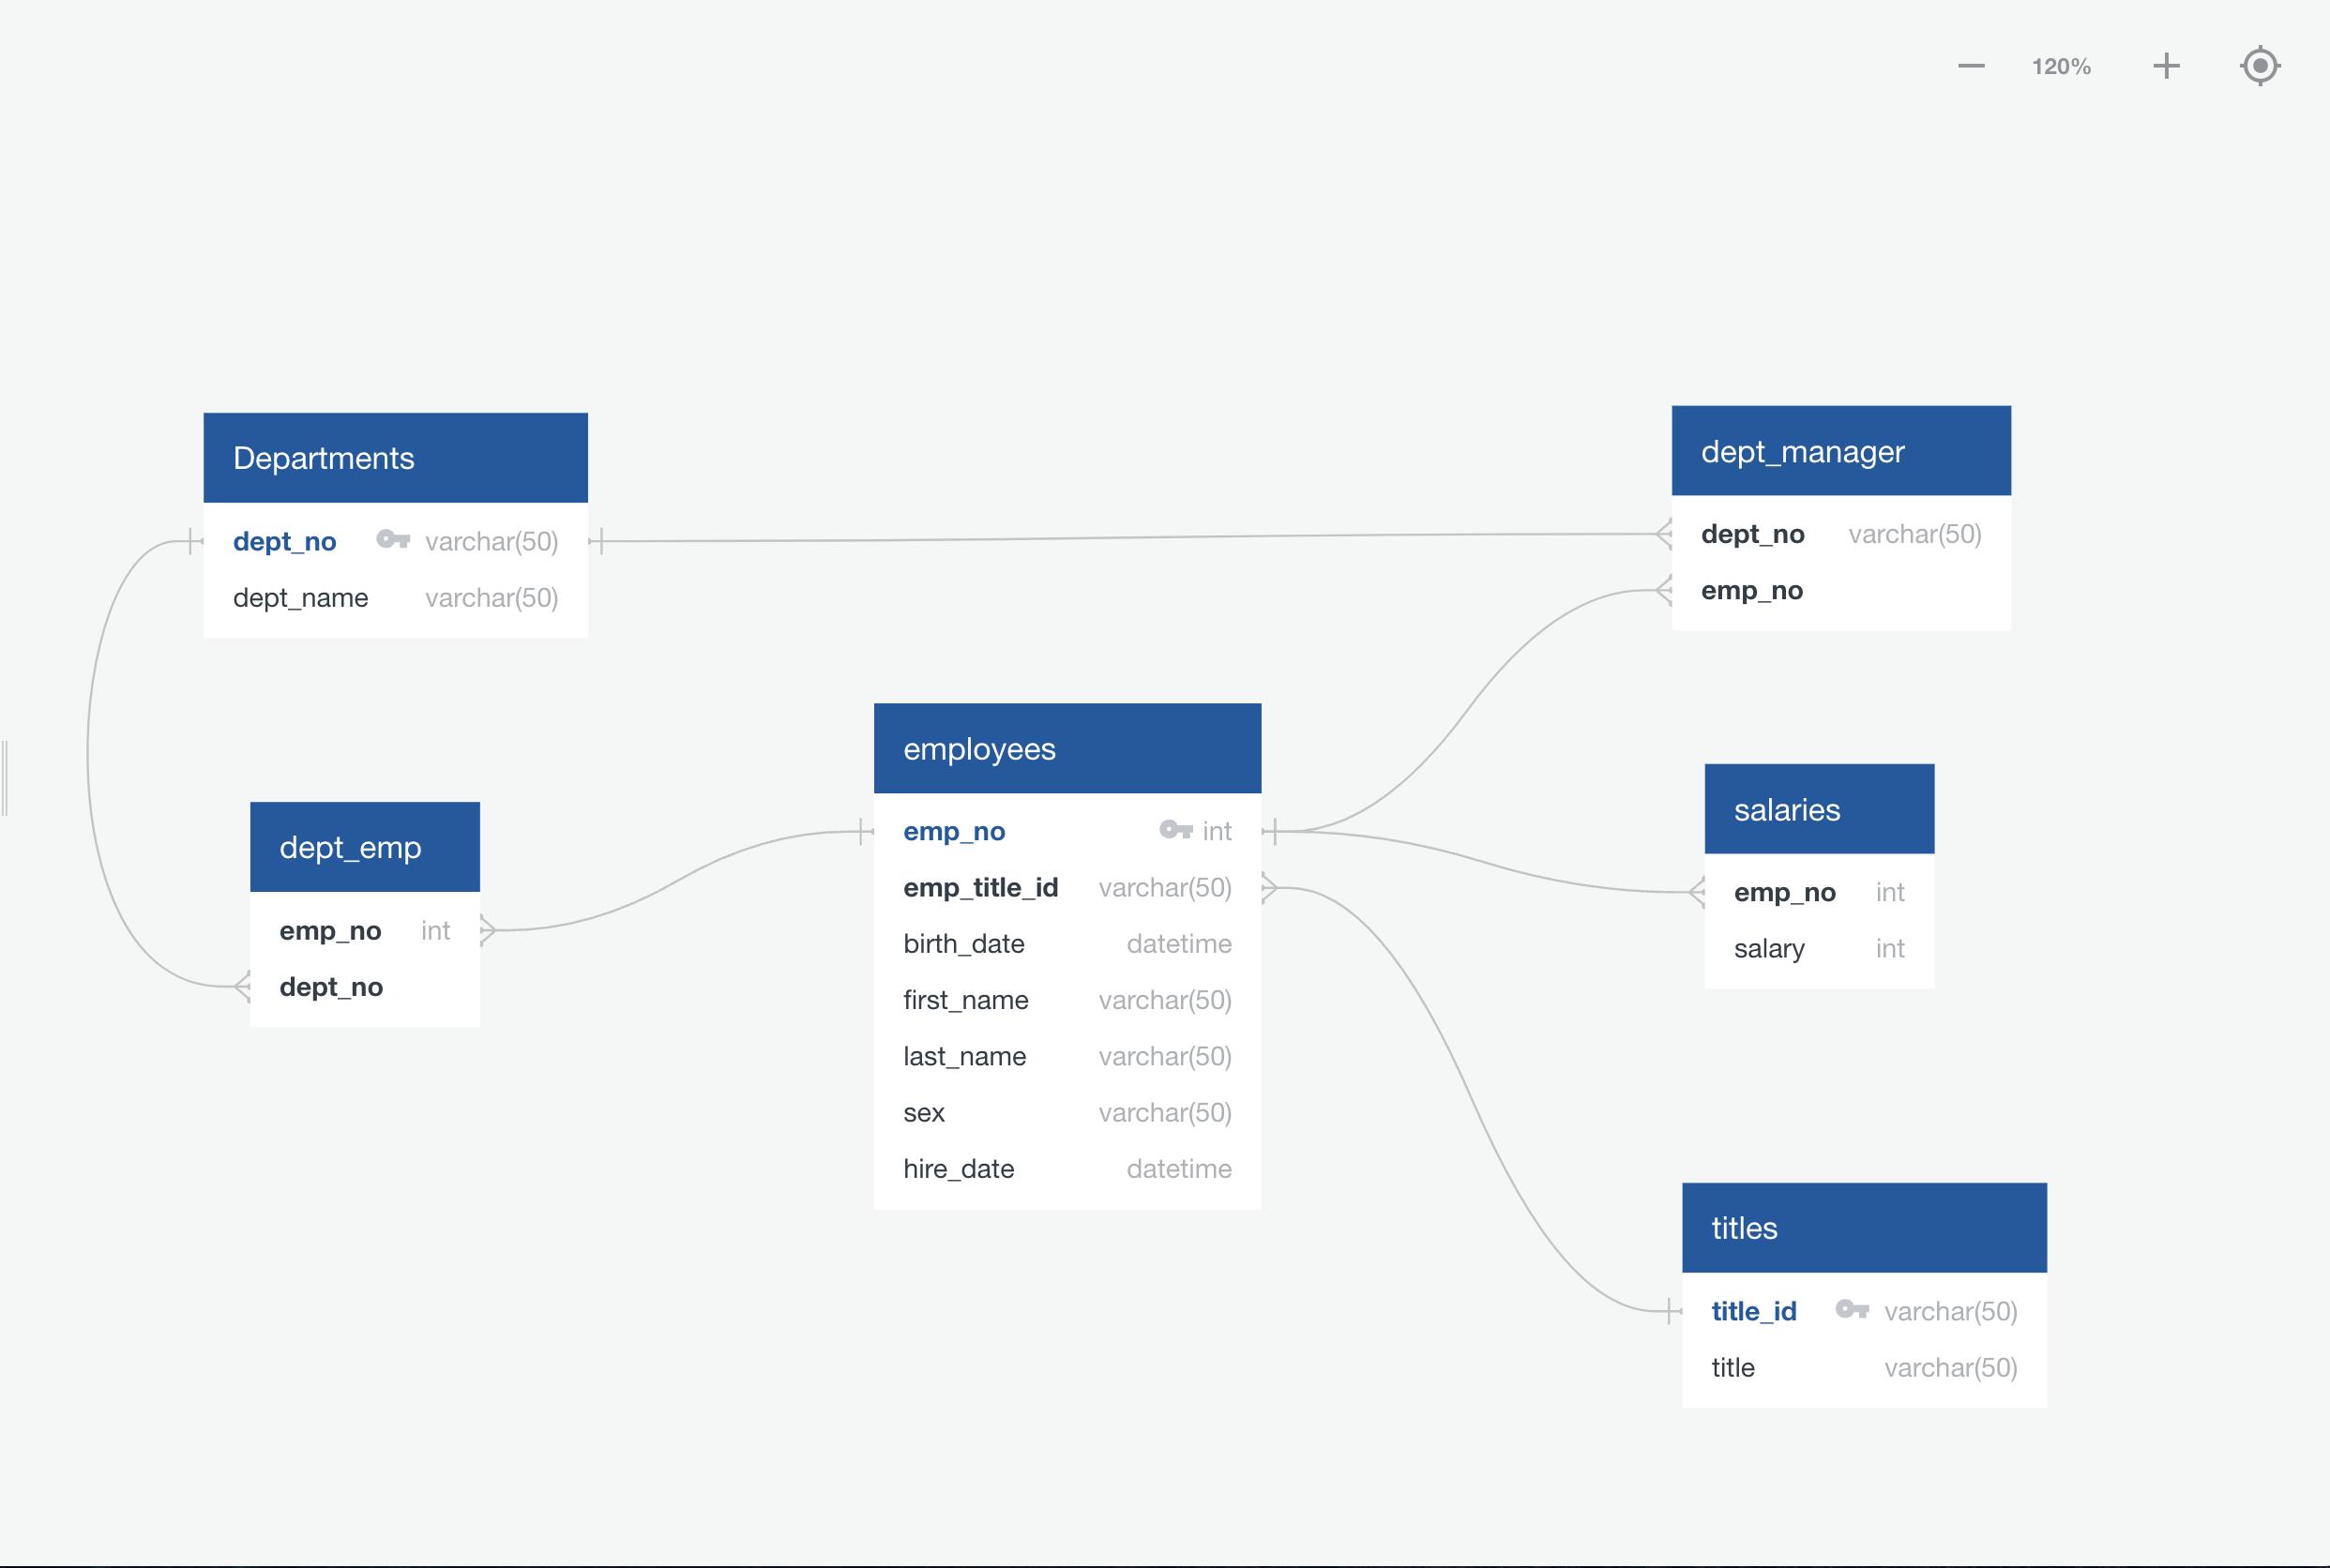 120%
Departments
dept_no varchar(50)
dept_name varchar(50)
dept_manager
dept_no varchar(50)
emp_no
employees
emp_no int
emp_title_id varchar(50)
birth_date datetime
first_name varchar(50)
last_name varchar(50)
sex varchar(50)
hire_date datetime
dept_emp
emp_no int
dept_no
salaries
emp_no int
salary int
titles
title_id varchar(50)
title varchar(50)